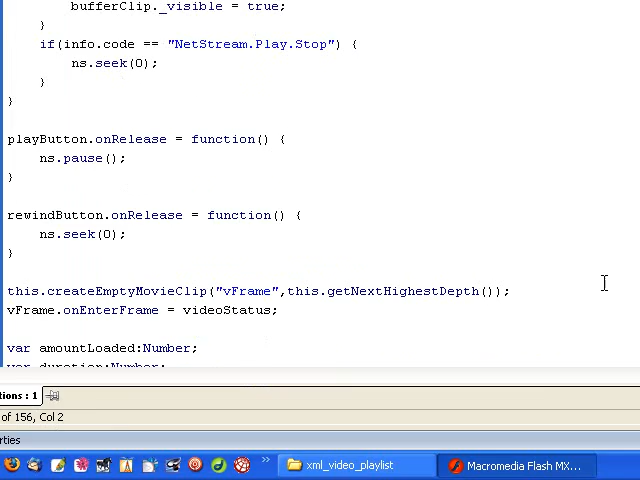 bufferClip._visible = true;
}
if(info.code == "NetStream.Play.Stop") {
ns.seek(0);
}
}
playButton.onRelease = function() {
ns.pause();
}
rewindButton.onRelease = function() {
ns.seek(0);
}
this.createEmptyMovieClip("vFrame",this.getNextHighestDepth());
vFrame.onEnterFrame = videoStatus;
var amountLoaded:Number;
var duration:Number;
tions : 1
of 156, Col 2
rties
xml_video_playlist
Macromedia Flash MX...